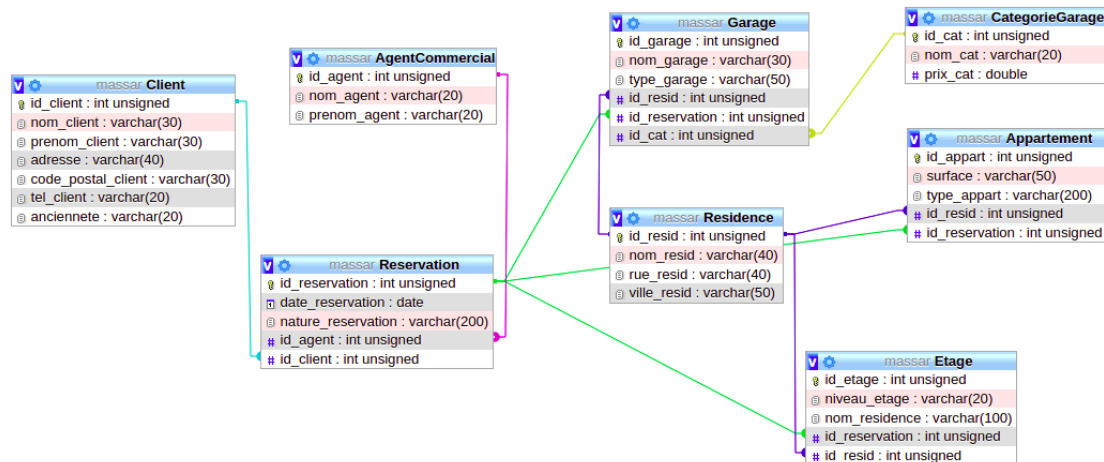 massar Client
id_client : int unsigned
nom_client : varchar(30)
prenom_client : varchar(30)
adresse : varchar(40)
code_postal_client : varchar(30)
tel_client : varchar(20)
anciennete : varchar(20)
massar AgentCommercial
id_agent : int unsigned
nom_agent : varchar(20)
prenom_agent : varchar(20)
massar Reservation
id_reservation : int unsigned
date_reservation : date
nature_reservation : varchar(200)
id_agent : int unsigned
id_client : int unsigned
massar Garage
id_garage : int unsigned
nom_garage : varchar(30)
type_garage : varchar(50)
id_resid : int unsigned
id_reservation : int unsigned
id_cat : int unsigned
massar Residence
id_resid : int unsigned
nom_resid : varchar(40)
rue_resid : varchar(40)
ville_resid : varchar(50)
massar CategorieGarage
id_cat : int unsigned
nom_cat : varchar(20)
prix_cat : double
massar Appartement
id_appart : int unsigned
surface : varchar(50)
type_appart : varchar(200)
id_resid : int unsigned
id_reservation : int unsigned
massar Etage
id_etage : int unsigned
niveau_etage : varchar(20)
nom_residence : varchar(100)
id_reservation : int unsigned
id_resid : int unsigned